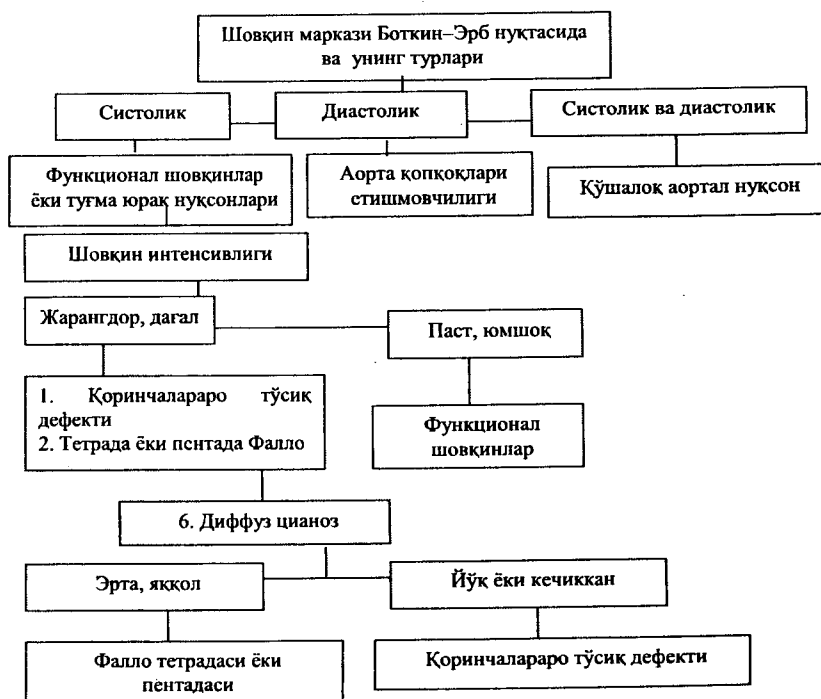 Шовқин маркази Боткин–Эрб нуқтасида
ва унинг турлари
Систолик
Диастолик
Систолик ва диастолик
Функционал шовқинлар
ёки туғма юрак нуқсонлари
Аорта қопқоқлари
етишмовчилиги
Қўшалоқ аортал нуқсон
Шовқин интенсивлиги
Жарангдор, дағал
Паст, юмшоқ
1. Қоринчалараро тўсиқ
дефекти
2. Тетрада ёки пентада Фалло
Функционал
шовқинлар
6. Диффуз цианоз
Эрта, яққол
Йўқ ёки кечиккан
Фалло тетрадаси ёки
пентадаси
Қоринчалараро тўсиқ дефекти